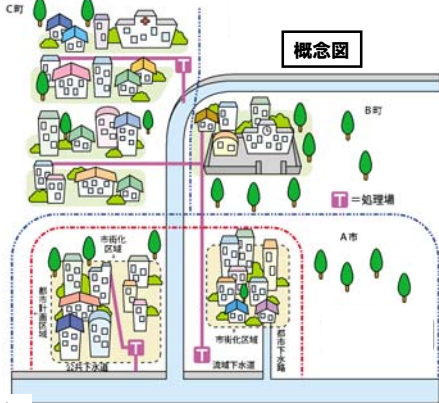 C町
概念図
B町
T
T=処理場
A市
市街化
区域
都市計画区域
市街化区域
都市下水路
T
T
公共下水道
流域下水道